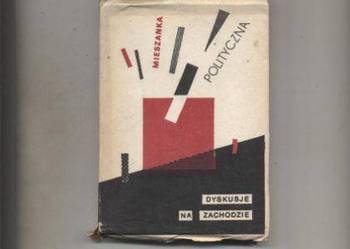 MIESZANKA
POLITYCZNA
DYSKUSJE
NA ZACHODZIE